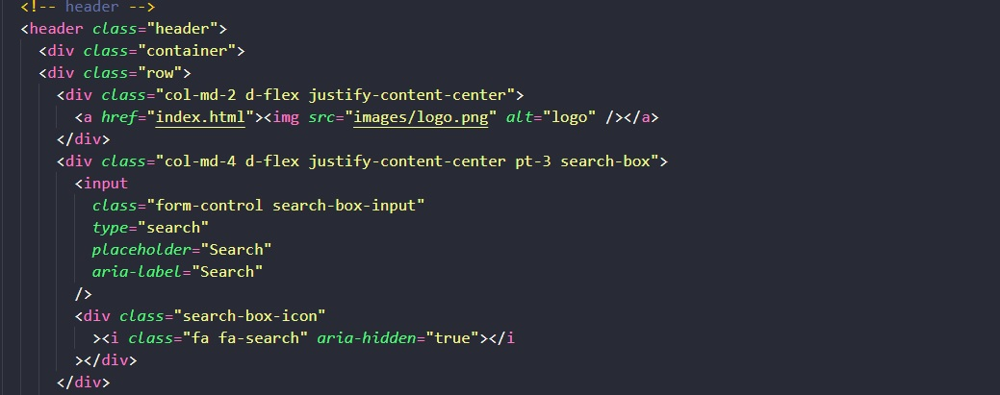 <!-- header -->
<header class="header">
<div class="container">
<div class="row">
<div class="col-md-2 d-flex justify-content-center">
<a href="index.html"><img src="images/logo.png" alt="logo" /></a>
</div>
<div class="col-md-4 d-flex justify-content-center pt-3 search-box">
<input
class="form-control search-box-input"
type="search"
placeholder="Search"
aria-label="Search"
/>
<div class="search-box-icon"
><i class="fa fa-search" aria-hidden="true"></i
></div>
</div>